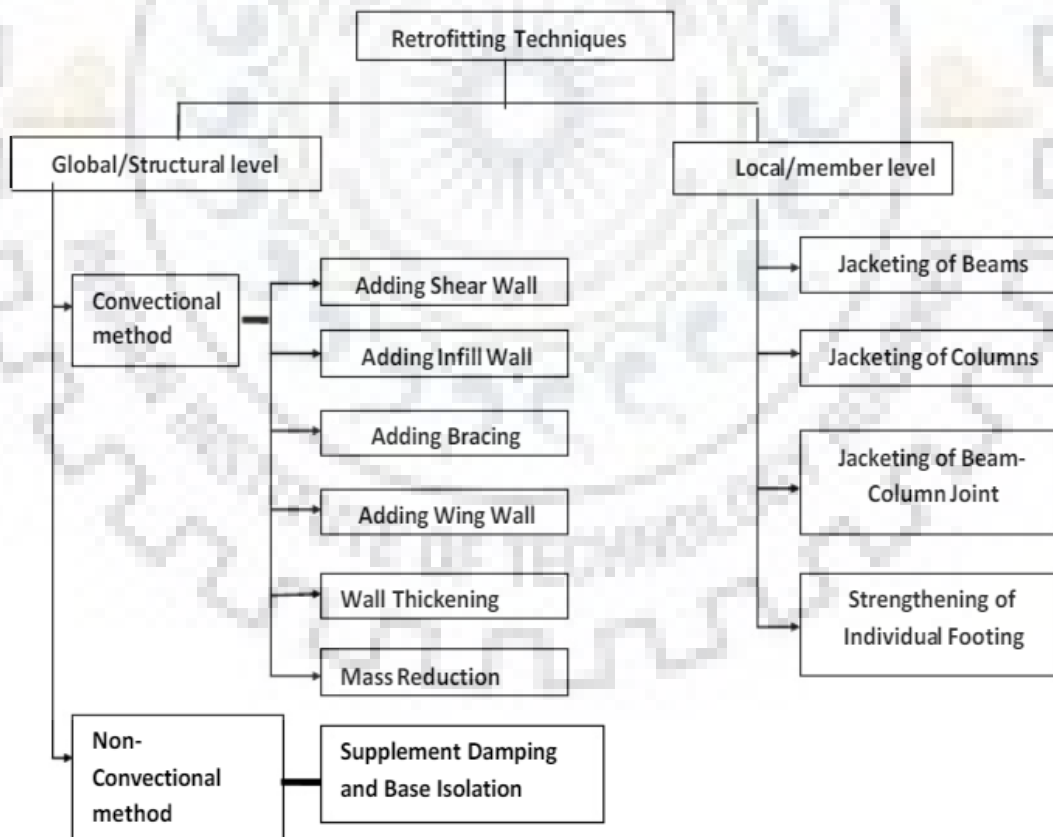 Retrofitting Techniques
Global/Structural level
Local/member level
Convectional
method
Adding Shear Wall
Adding Infill Wall
Adding Bracing
Adding Wing Wall
Wall Thickening
Mass Reduction
Non-
Convectional
method
Supplement Damping
and Base Isolation
Jacketing of Beams
Jacketing of Columns
Jacketing of Beam-
Column Joint
Strengthening of
Individual Footing
OF TECHNOL